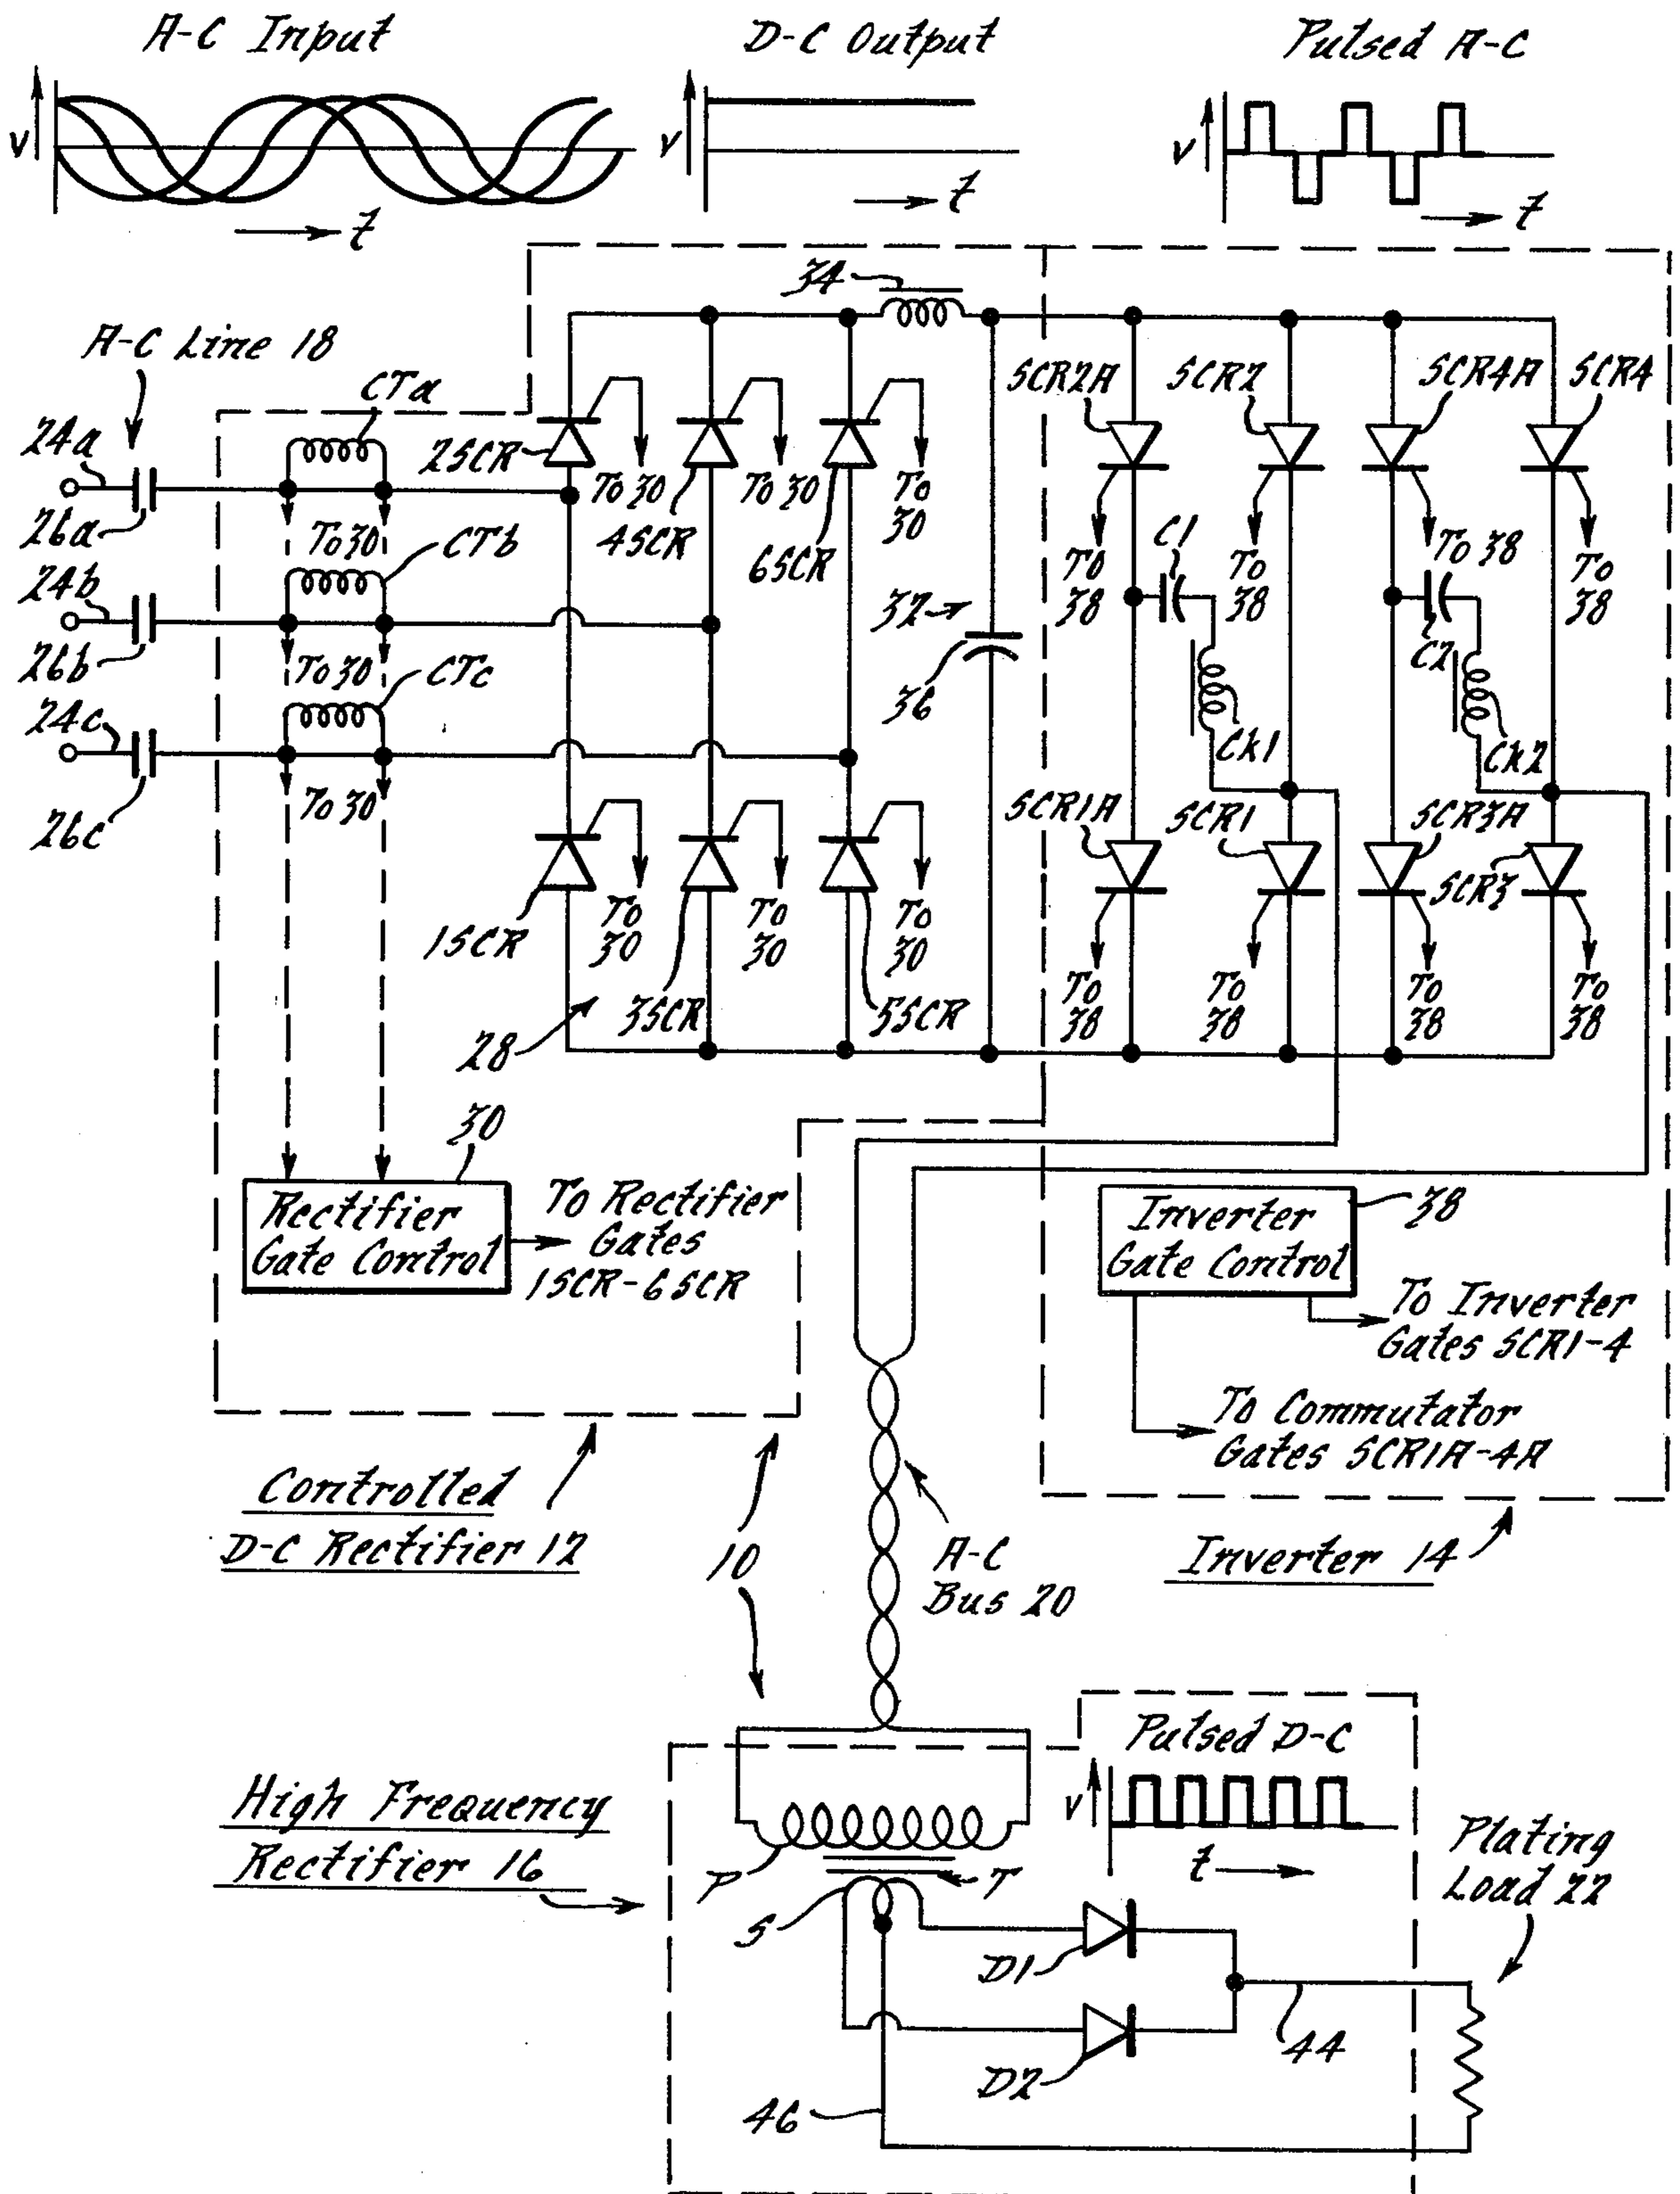 A-C Input
D-C Output
Pulsed A-C
V
t
V
t
V
t
A-C Line 18
34
CTa
24a
26a
2SCR
To 30
4SCR
To 30
6SCR
To
30
To 30
CTb
24b
26b
To 30
CTc
24c
26c
To 30
32
36
SCR2A
SCR2
SCR4A
SCR4
To
38
C1
To
38
To 38
C2
To
38
Ck1
Ck2
SCR1A
SCR1
SCR3A
SCR3
1SCR
To
30
3SCR
To
30
5SCR
To
30
28
To
38
To
38
To
38
To
38
30
Rectifier
Gate Control
To Rectifier
Gates
1SCR-6SCR
Inverter
Gate Control
38
To Inverter
Gates SCR1-4
To Commutator
Gates SCR1A-4A
Controlled
D-C Rectifier 12
10
A-C
Bus 20
Inverter 14
High Frequency
Rectifier 16
Pulsed D-C
V
t
P
T
S
D1
D2
44
46
Plating
Load 22